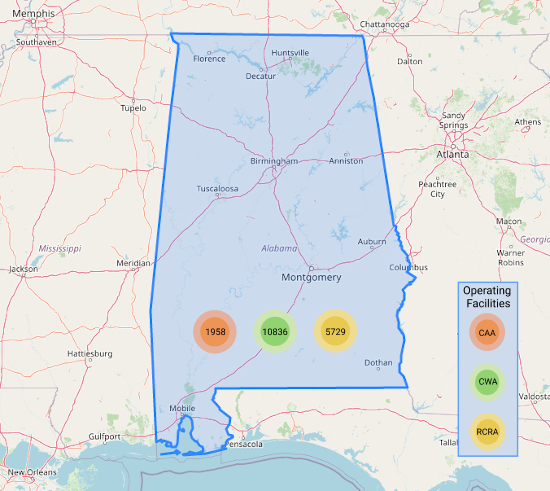 Memphis
Southaven
Chattanooga
Florence
Huntsville
Dalton
Decatur
Tupelo
Sandy
Springs
Athens
Birmingham
Anniston
Atlanta
Tuscaloosa
Peachtree
City
Macon
Mississippi
Alabama
Auburn
Georgia
Warner
Robins
Jackson
Meridian
Columbus
Montgomery
Operating
Facilities
1958
10836
5729
CAA
Hattiesburg
Dothan
CWA
Valdosta
Mobile
Gulfport
Pensacola
RCRA
Tallah
New Orleans